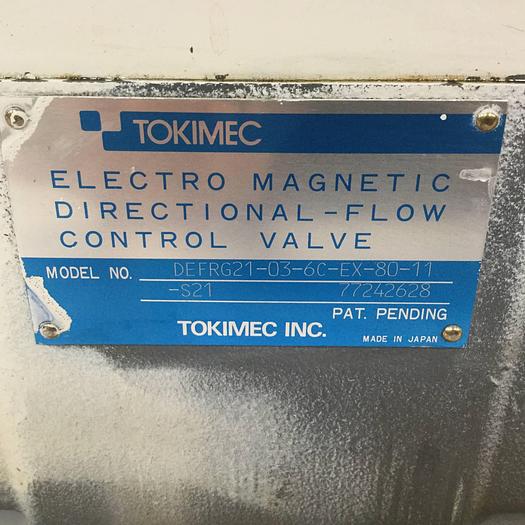 TOKIMEC
ELECTRO MAGNETIC
DIRECTIONAL-FLOW
CONTROL VALVE
MODEL NO. DEFRG21-03-6C-EX-80-11
-S21 77242628
PAT. PENDING
TOKIMEC INC.
MADE IN JAPAN